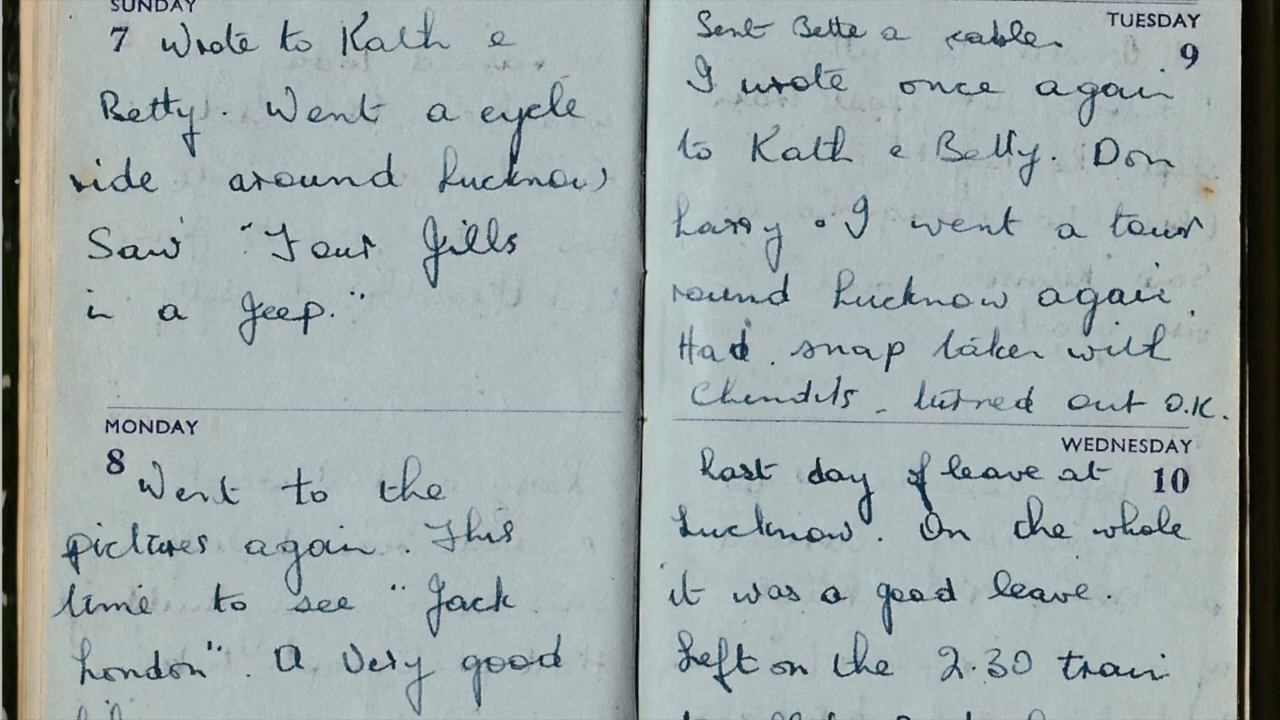 SUNDAY
7 Wrote to Kath e
Betty. Went a cycle
ride around Lucknow
Saw "Four Jills
in a Jeep."
MONDAY
8
Went to the
pictures again. This
time to see "Jack
London". A very good
TUESDAY
9
Sent Bette a cable.
I wrote once again
to Kath e Betty. Don
Larry & I went a tour
round Lucknow again.
Had snap taken with
Chindits - turned out O.K.
WEDNESDAY
10
Last day of leave at
Lucknow. On the whole
it was a good leave.
Left on the 2.30 train